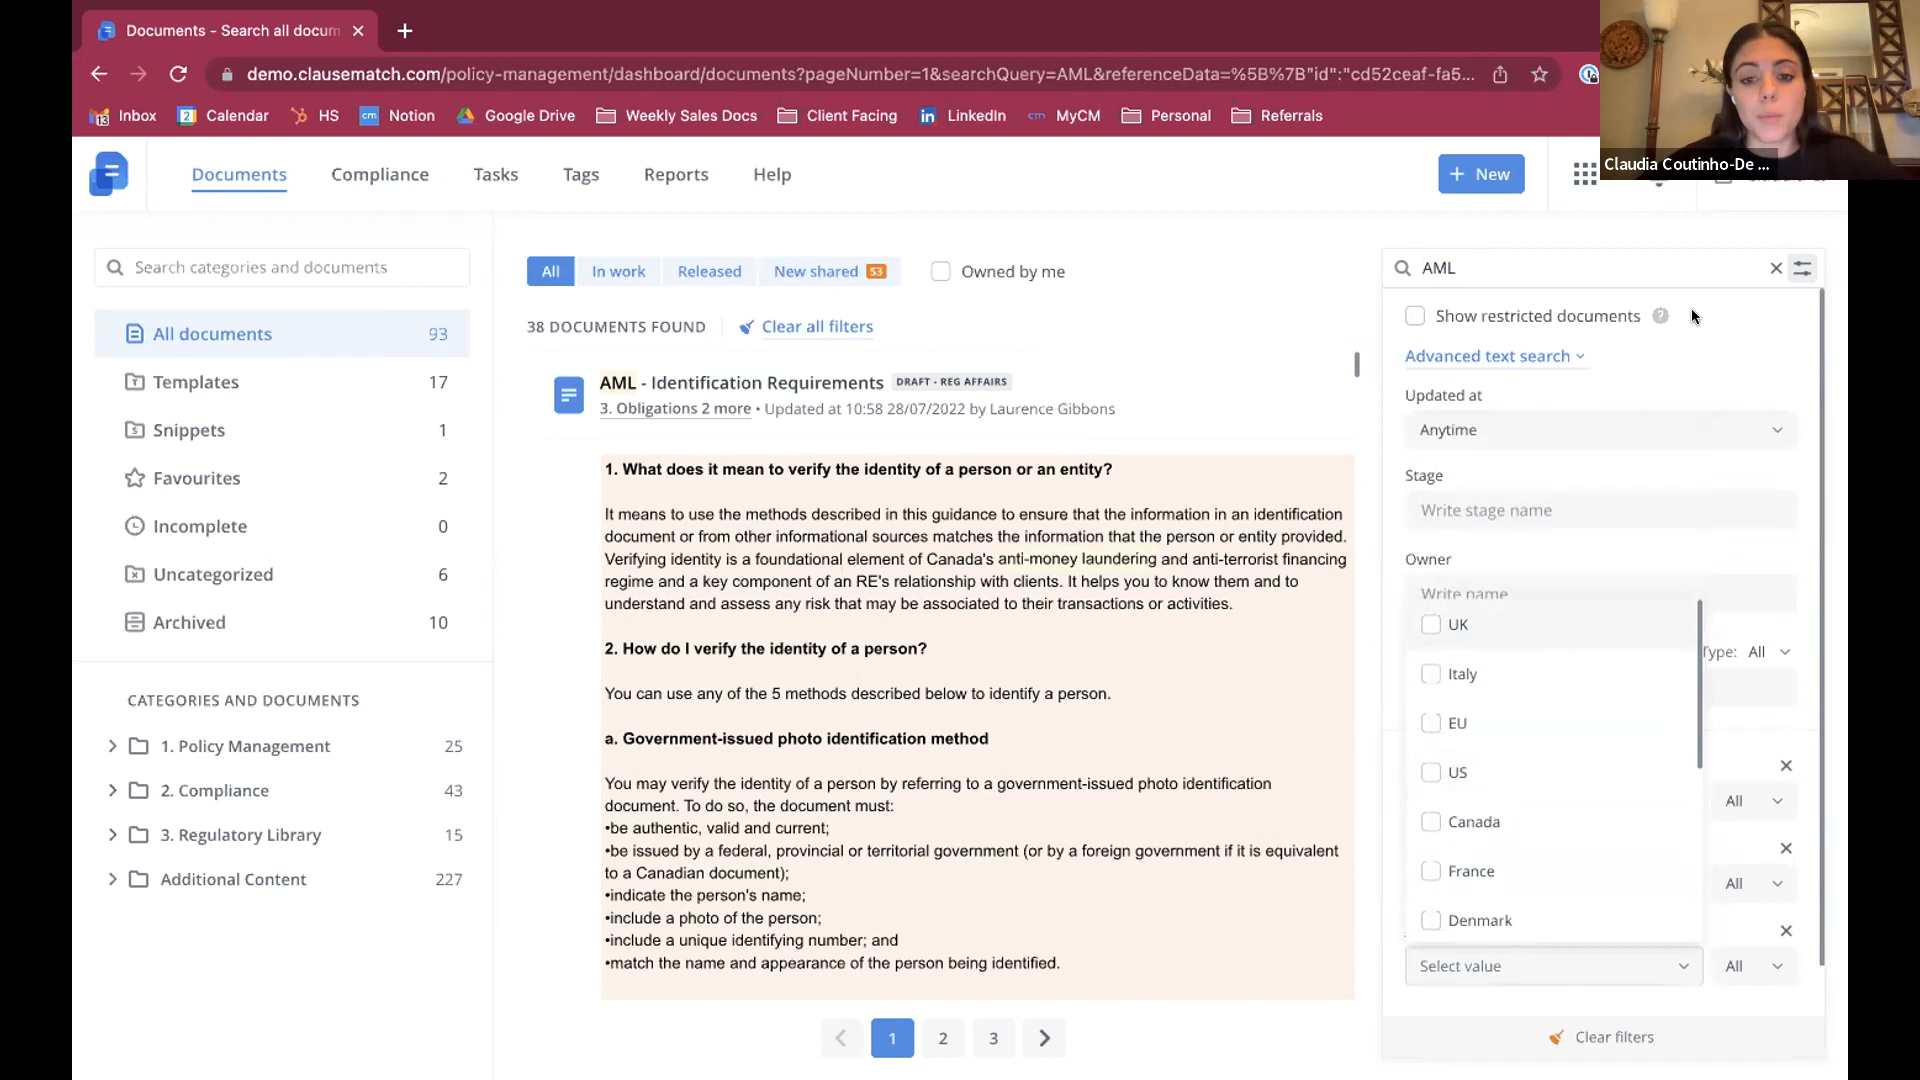 Documents - Search all docum
demo.clausematch.com/policy-management/dashboard/documents?pageNumber=1&searchQuery=AML&referenceData=%5B%7B"id":"cd52ceaf-fa5...
13 Inbox
2 Calendar
HS
cm Notion
Google Drive
Weekly Sales Docs
Client Facing
in LinkedIn
cm MyCM
Personal
Referrals
Claudia Coutinho-De ...
Documents
Compliance
Tasks
Tags
Reports
Help
+ New
Search categories and documents
All documents 93
Templates 17
Snippets 1
Favourites 2
Incomplete 0
Uncategorized 6
Archived 10
CATEGORIES AND DOCUMENTS
1. Policy Management 25
2. Compliance 43
3. Regulatory Library 15
Additional Content 227
All
In work
Released
New shared 53
Owned by me
38 DOCUMENTS FOUND
Clear all filters
AML - Identification Requirements DRAFT - REG AFFAIRS
3. Obligations 2 more • Updated at 10:58 28/07/2022 by Laurence Gibbons
1. What does it mean to verify the identity of a person or an entity?
It means to use the methods described in this guidance to ensure that the information in an identification
document or from other informational sources matches the information that the person or entity provided.
Verifying identity is a foundational element of Canada's anti-money laundering and anti-terrorist financing
regime and a key component of an RE's relationship with clients. It helps you to know them and to
understand and assess any risk that may be associated to their transactions or activities.
2. How do I verify the identity of a person?
You can use any of the 5 methods described below to identify a person.
a. Government-issued photo identification method
You may verify the identity of a person by referring to a government-issued photo identification
document. To do so, the document must:
•be authentic, valid and current;
•be issued by a federal, provincial or territorial government (or by a foreign government if it is equivalent
to a Canadian document);
•indicate the person's name;
•include a photo of the person;
•include a unique identifying number; and
•match the name and appearance of the person being identified.
1
2
3
AML
Show restricted documents ?
Advanced text search
Updated at
Anytime
Stage
Write stage name
Owner
Write name
UK
Italy
EU
US
Canada
France
Denmark
Type: All
All
All
Select value
All
Clear filters